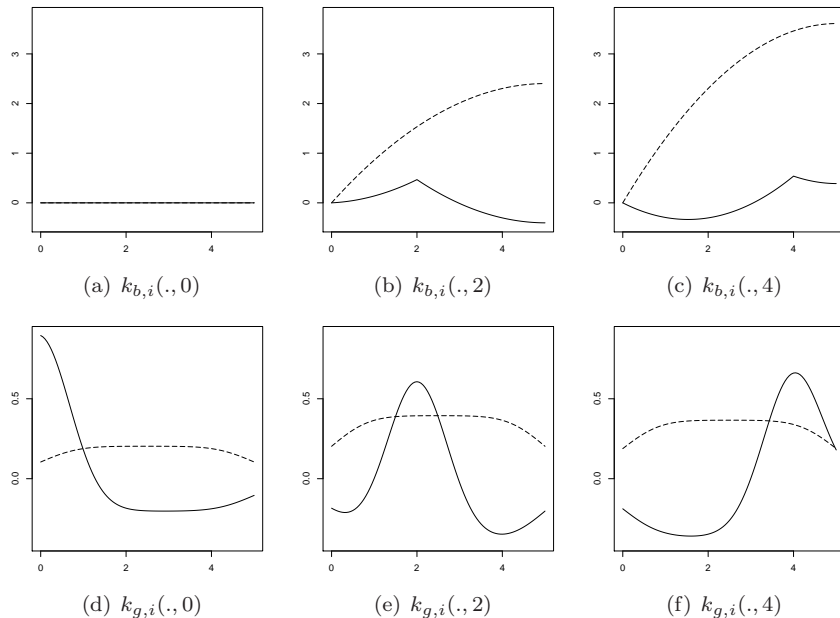 3
2
1
0
0 2 4
3
2
1
0
0 2 4
3
2
1
0
0 2 4
(a) k_{b,i}(., 0)
(b) k_{b,i}(., 2)
(c) k_{b,i}(., 4)
0.5
0.0
0 2 4
0.5
0.0
0 2 4
0.5
0.0
0 2 4
(d) k_{g,i}(., 0)
(e) k_{g,i}(., 2)
(f) k_{g,i}(., 4)